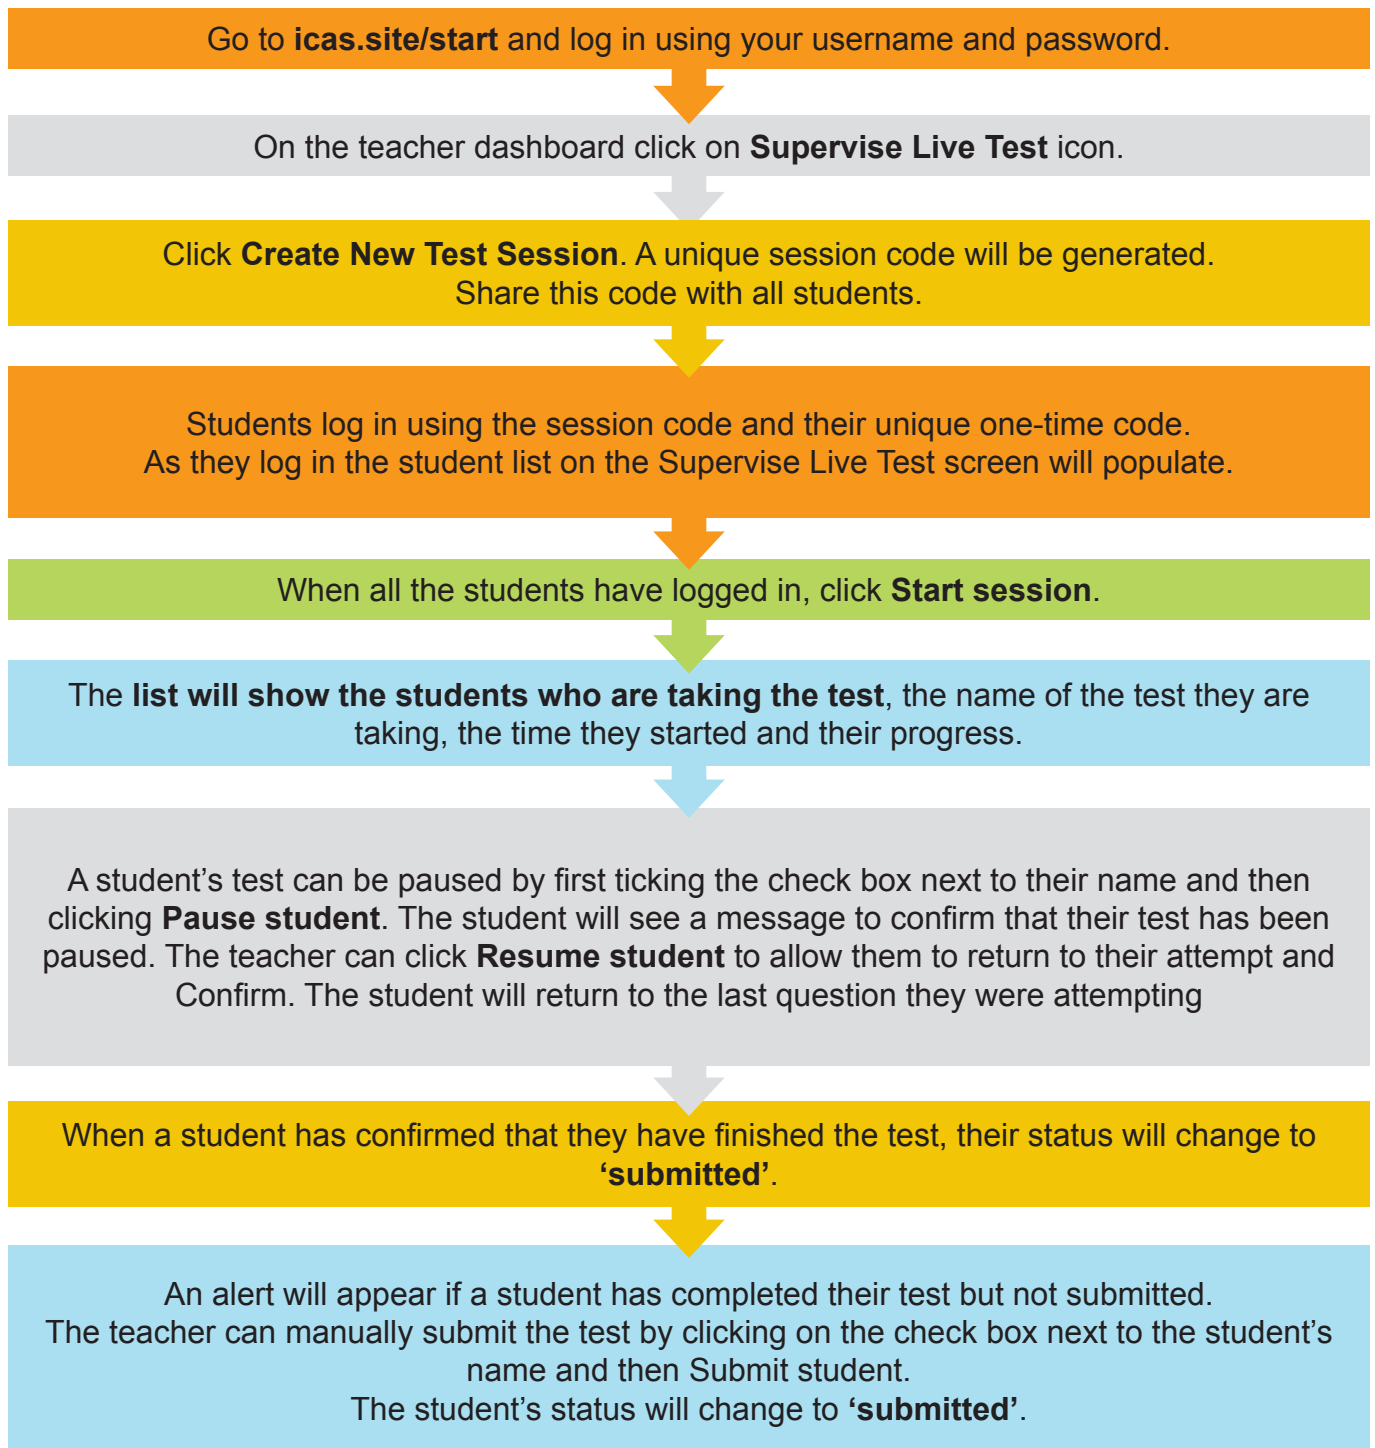 Go to icas.site/start and log in using your username and password.
On the teacher dashboard click on Supervise Live Test icon.
Click Create New Test Session. A unique session code will be generated.
Share this code with all students.
Students log in using the session code and their unique one-time code.
As they log in the student list on the Supervise Live Test screen will populate.
When all the students have logged in, click Start session.
The list will show the students who are taking the test, the name of the test they are
taking, the time they started and their progress.
A student’s test can be paused by first ticking the check box next to their name and then
clicking Pause student. The student will see a message to confirm that their test has been
paused. The teacher can click Resume student to allow them to return to their attempt and
Confirm. The student will return to the last question they were attempting
When a student has confirmed that they have finished the test, their status will change to
‘submitted’.
An alert will appear if a student has completed their test but not submitted.
The teacher can manually submit the test by clicking on the check box next to the student’s
name and then Submit student.
The student’s status will change to ‘submitted’.